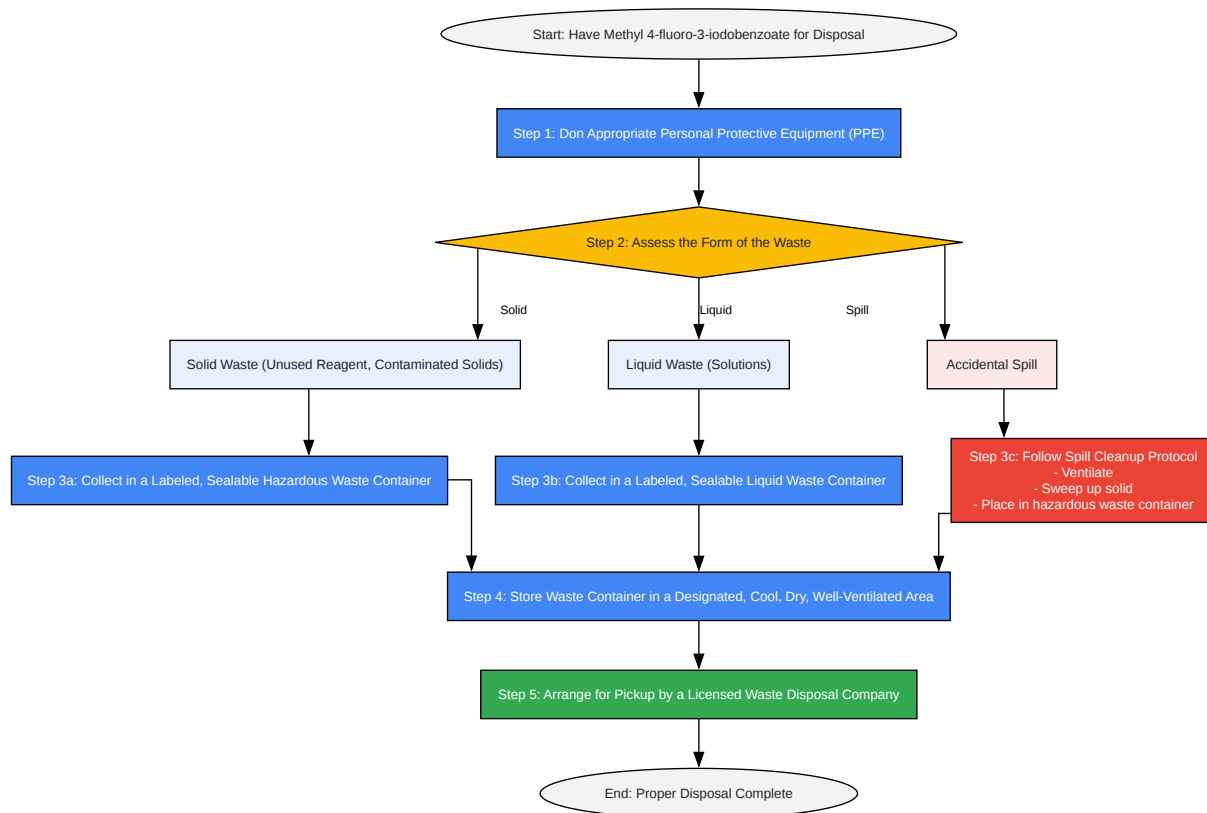 Start: Have Methyl 4-fluoro-3-iodobenzoate for Disposal
Step 1: Don Appropriate Personal Protective Equipment (PPE)
Step 2: Assess the Form of the Waste
Solid
Liquid
Spill
Solid Waste (Unused Reagent, Contaminated Solids)
Liquid Waste (Solutions)
Accidental Spill
Step 3a: Collect in a Labeled, Sealable Hazardous Waste Container
Step 3b: Collect in a Labeled, Sealable Liquid Waste Container
Step 3c: Follow Spill Cleanup Protocol
- Ventilate
- Sweep up solid
- Place in hazardous waste container
Step 4: Store Waste Container in a Designated, Cool, Dry, Well-Ventilated Area
Step 5: Arrange for Pickup by a Licensed Waste Disposal Company
End: Proper Disposal Complete